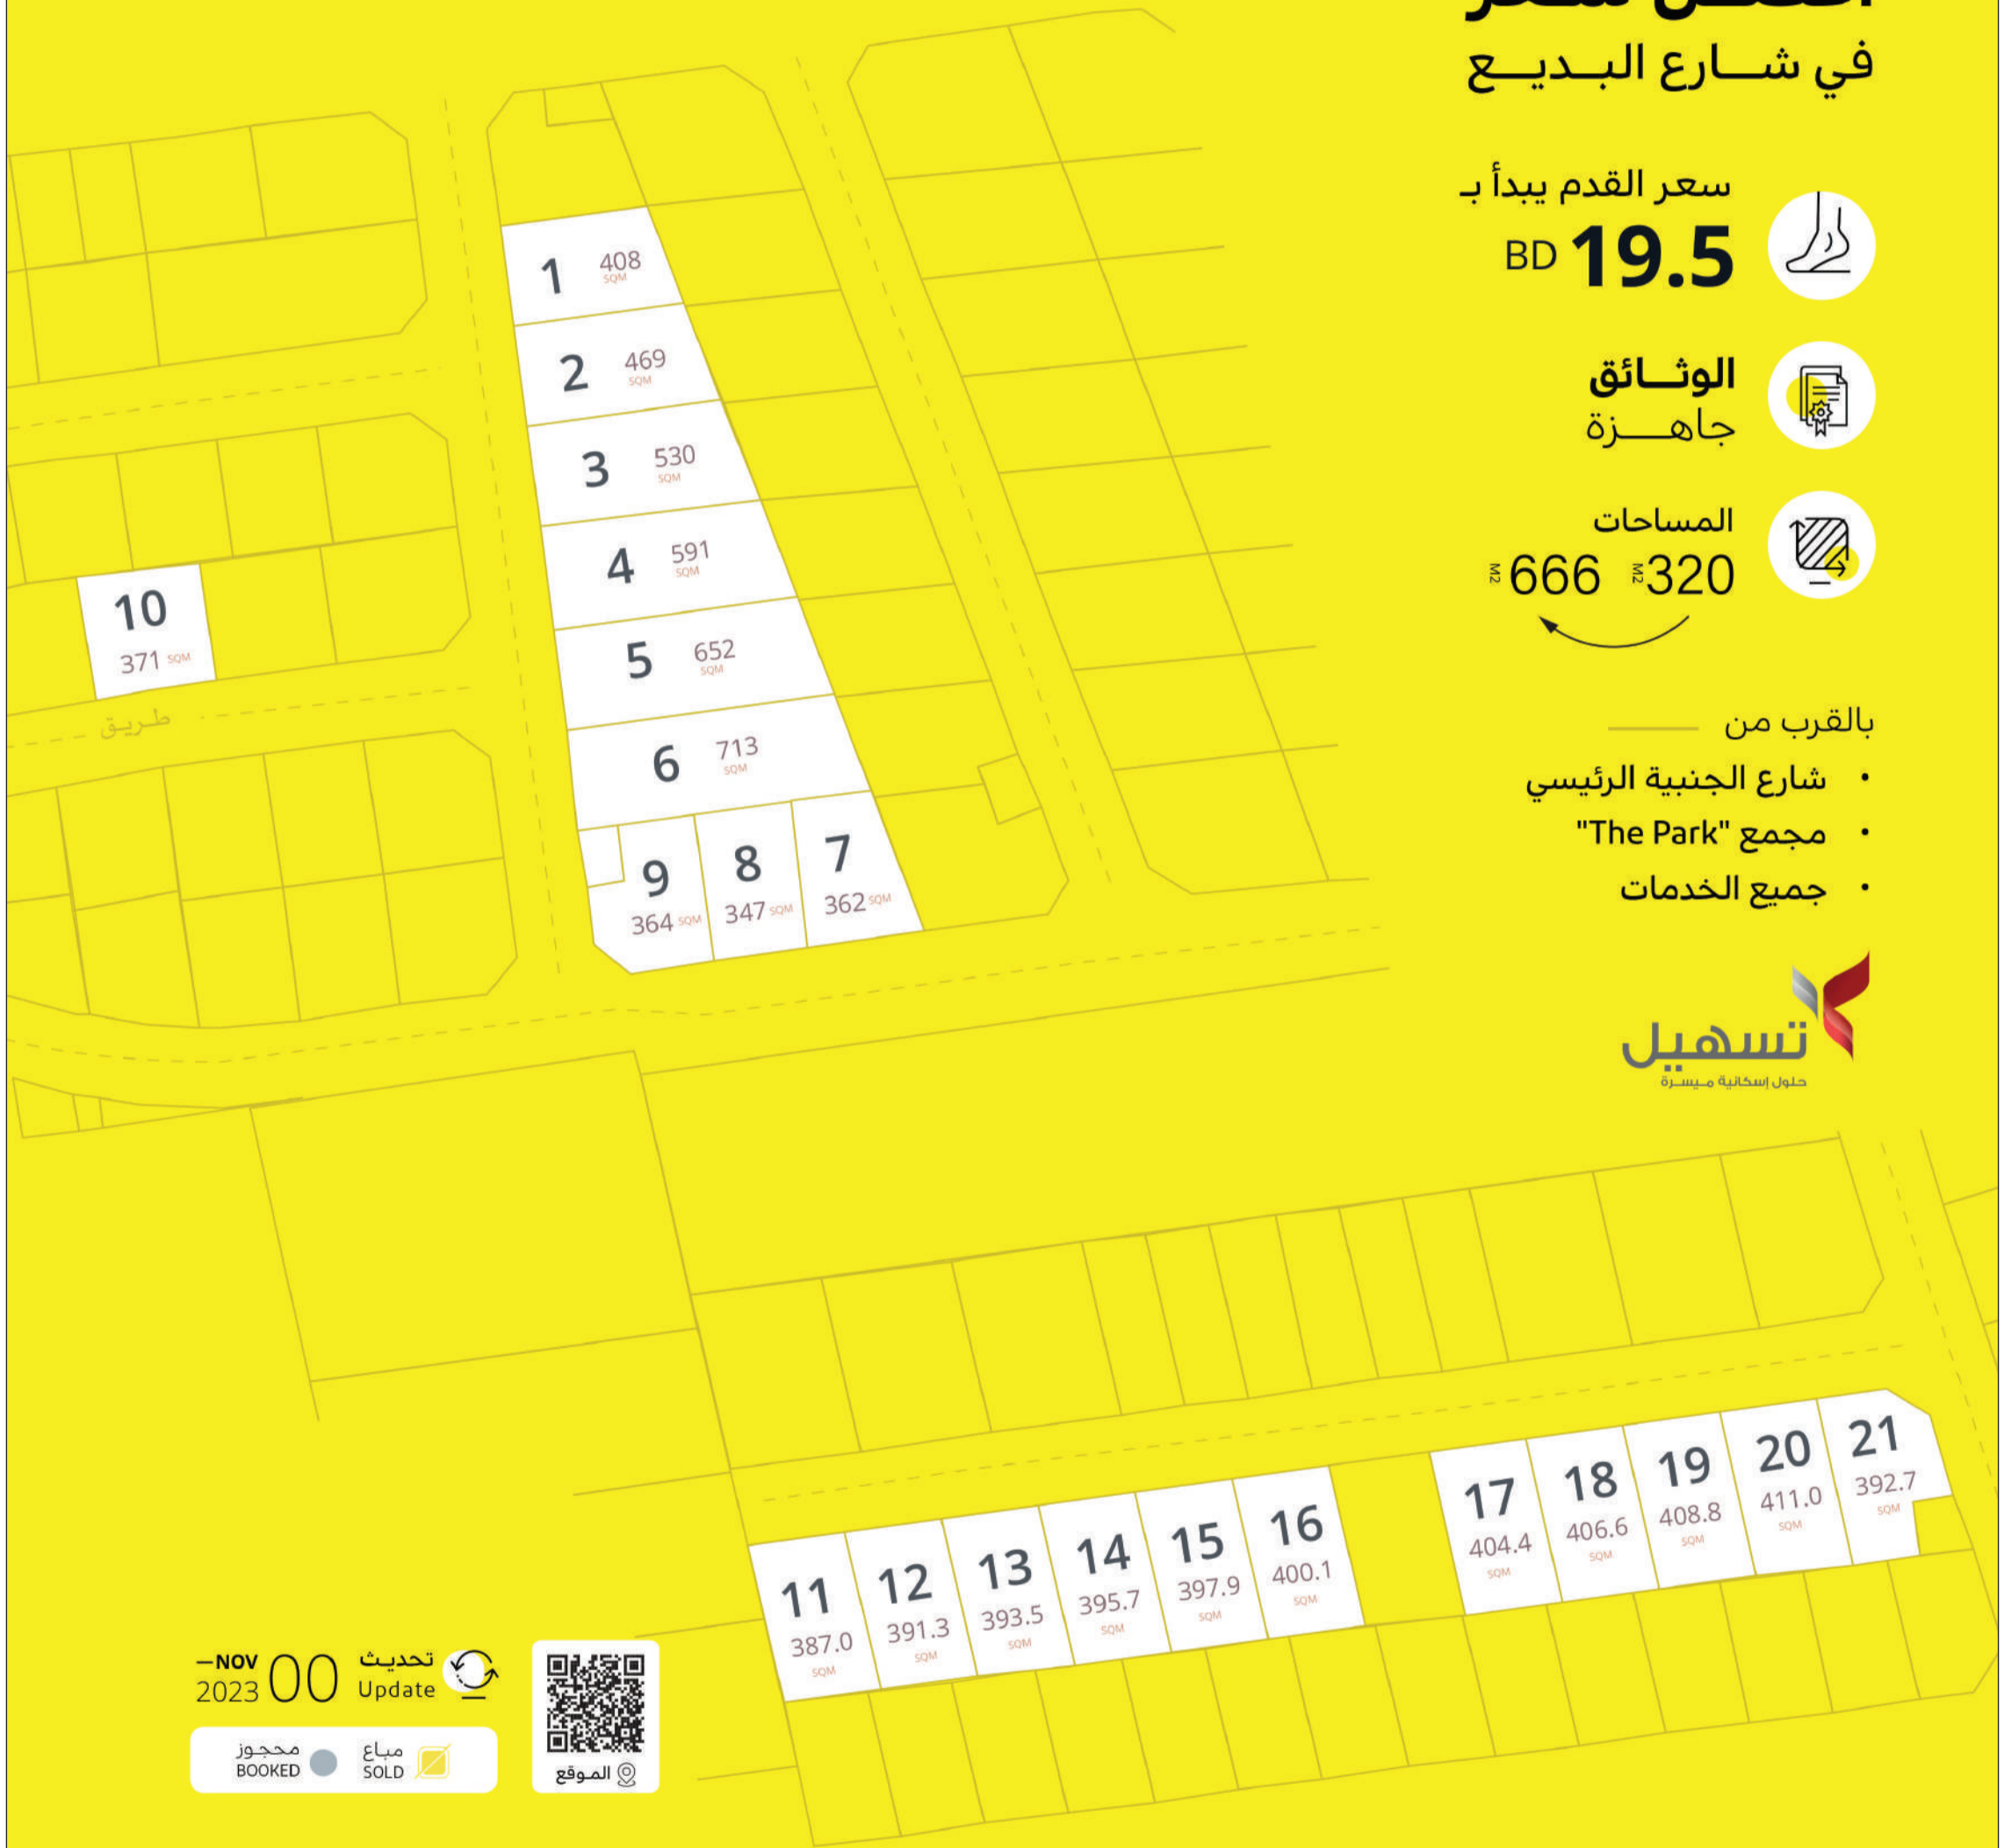 في شارع البديع
سعر القدم يبدأ بـ
19.5 BD
الوثائق
جاهزة
المساحات
320 M2 666 M2
بالقرب من
• شارع الجنبية الرئيسي
• مجمع "The Park"
• جميع الخدمات
تسهيل
حلول إسكانية ميسرة
1 408 SQM
2 469 SQM
3 530 SQM
4 591 SQM
5 652 SQM
6 713 SQM
7 362 SQM
8 347 SQM
9 364 SQM
10
371 SQM
طريق
11
387.0
SQM
12
391.3
SQM
13
393.5
SQM
14
395.7
SQM
15
397.9
SQM
16
400.1
SQM
17
404.4
SQM
18
406.6
SQM
19
408.8
SQM
20
411.0
SQM
21
392.7
SQM
تحديث
Update
00
—NOV
2023
مباع
SOLD
محجوز
BOOKED
الموقع